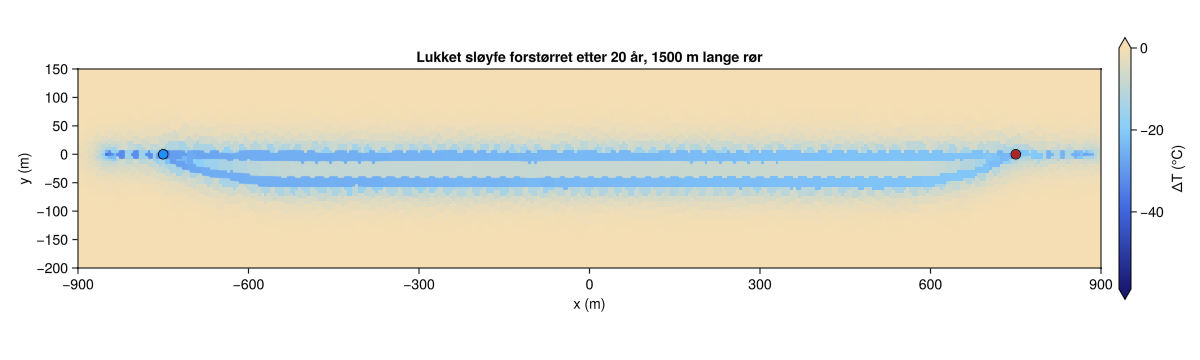 Lukket sløyfe forstørret etter 20 år, 1500 m lange rør
150
100
50
0
−50
−100
−150
−200
y (m)
−900 −600 −300 0 300 600 900
x (m)
0
−20
−40
ΔT (°C)